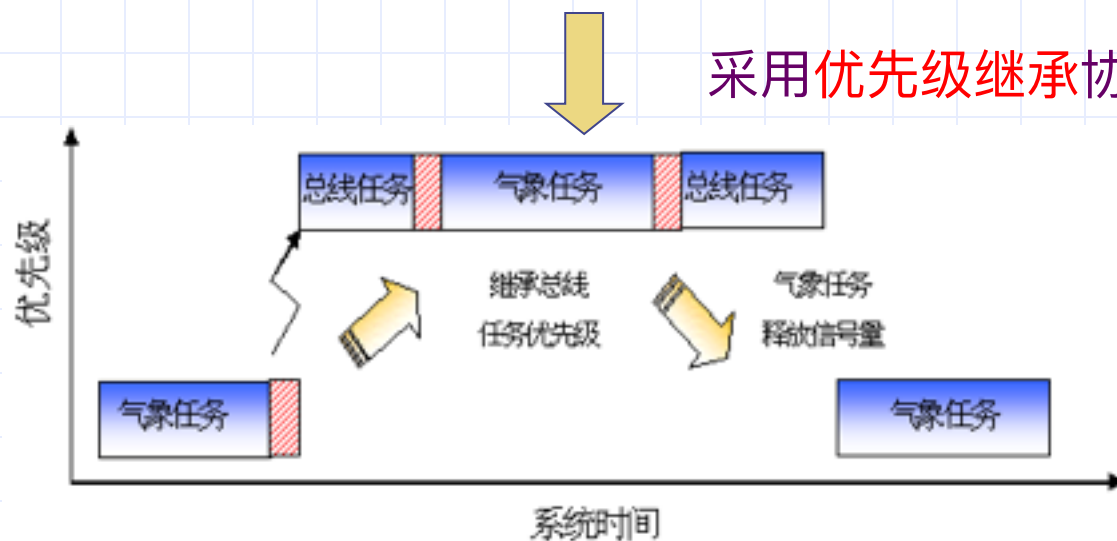 采用优先级继承协
总线任务 气象任务 总线任务
优先级
继承总线
任务优先级
气象任务
释放信号量
气象任务
气象任务
系统时间